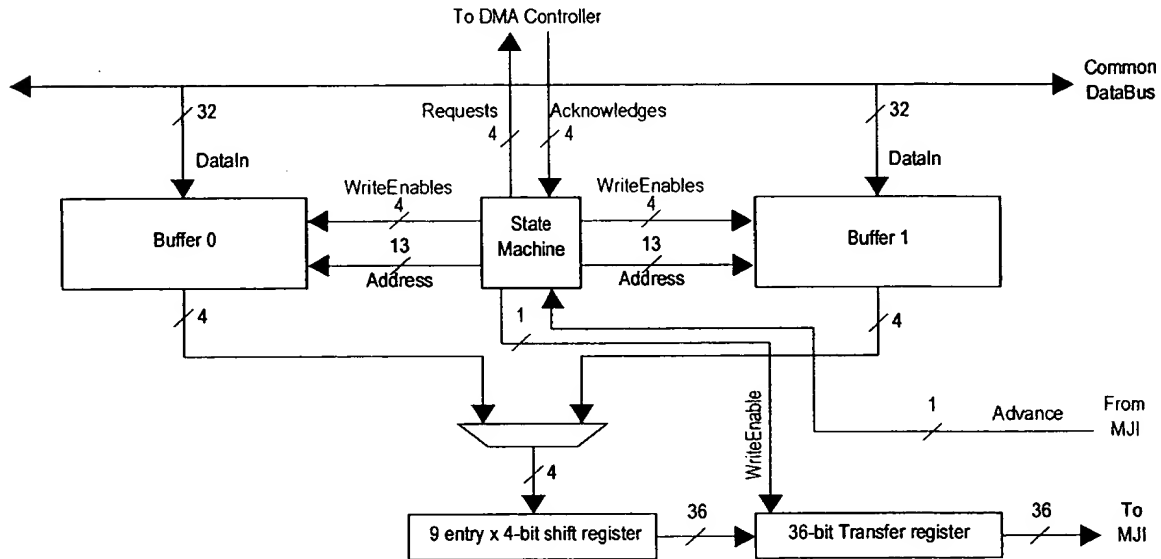 To DMA Controller
Common
DataBus
32
Requests
4
Acknowledges
4
32
DataIn
DataIn
WriteEnables
4
WriteEnables
4
Buffer 0
State
Machine
Buffer 1
13
Address
13
Address
4
1
4
1
Advance
From
MJI
WriteEnable
4
9 entry x 4-bit shift register
36
36-bit Transfer register
36
To
MJI